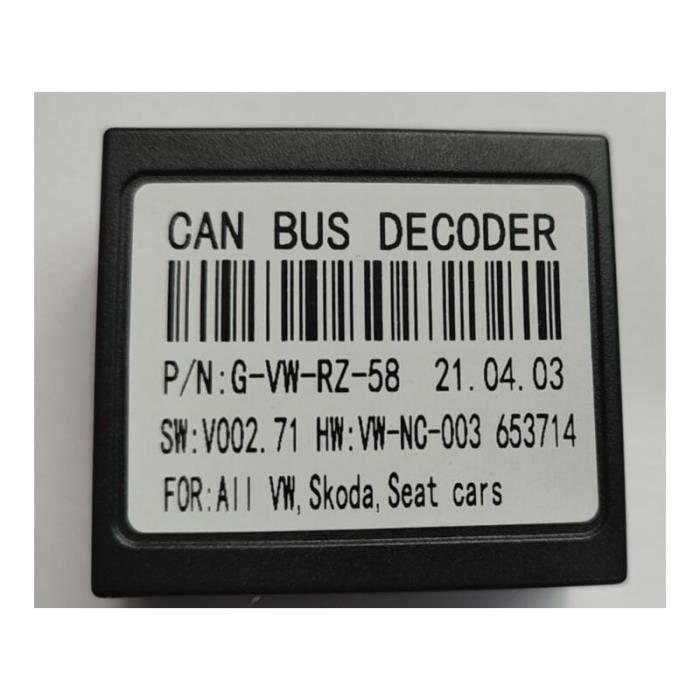 CAN BUS DECODER
P/N:G-VW-RZ-58 21.04.03
SW:V002.71 HW:VW-NC-003 653714
FOR:All VW,Skoda,Seat cars